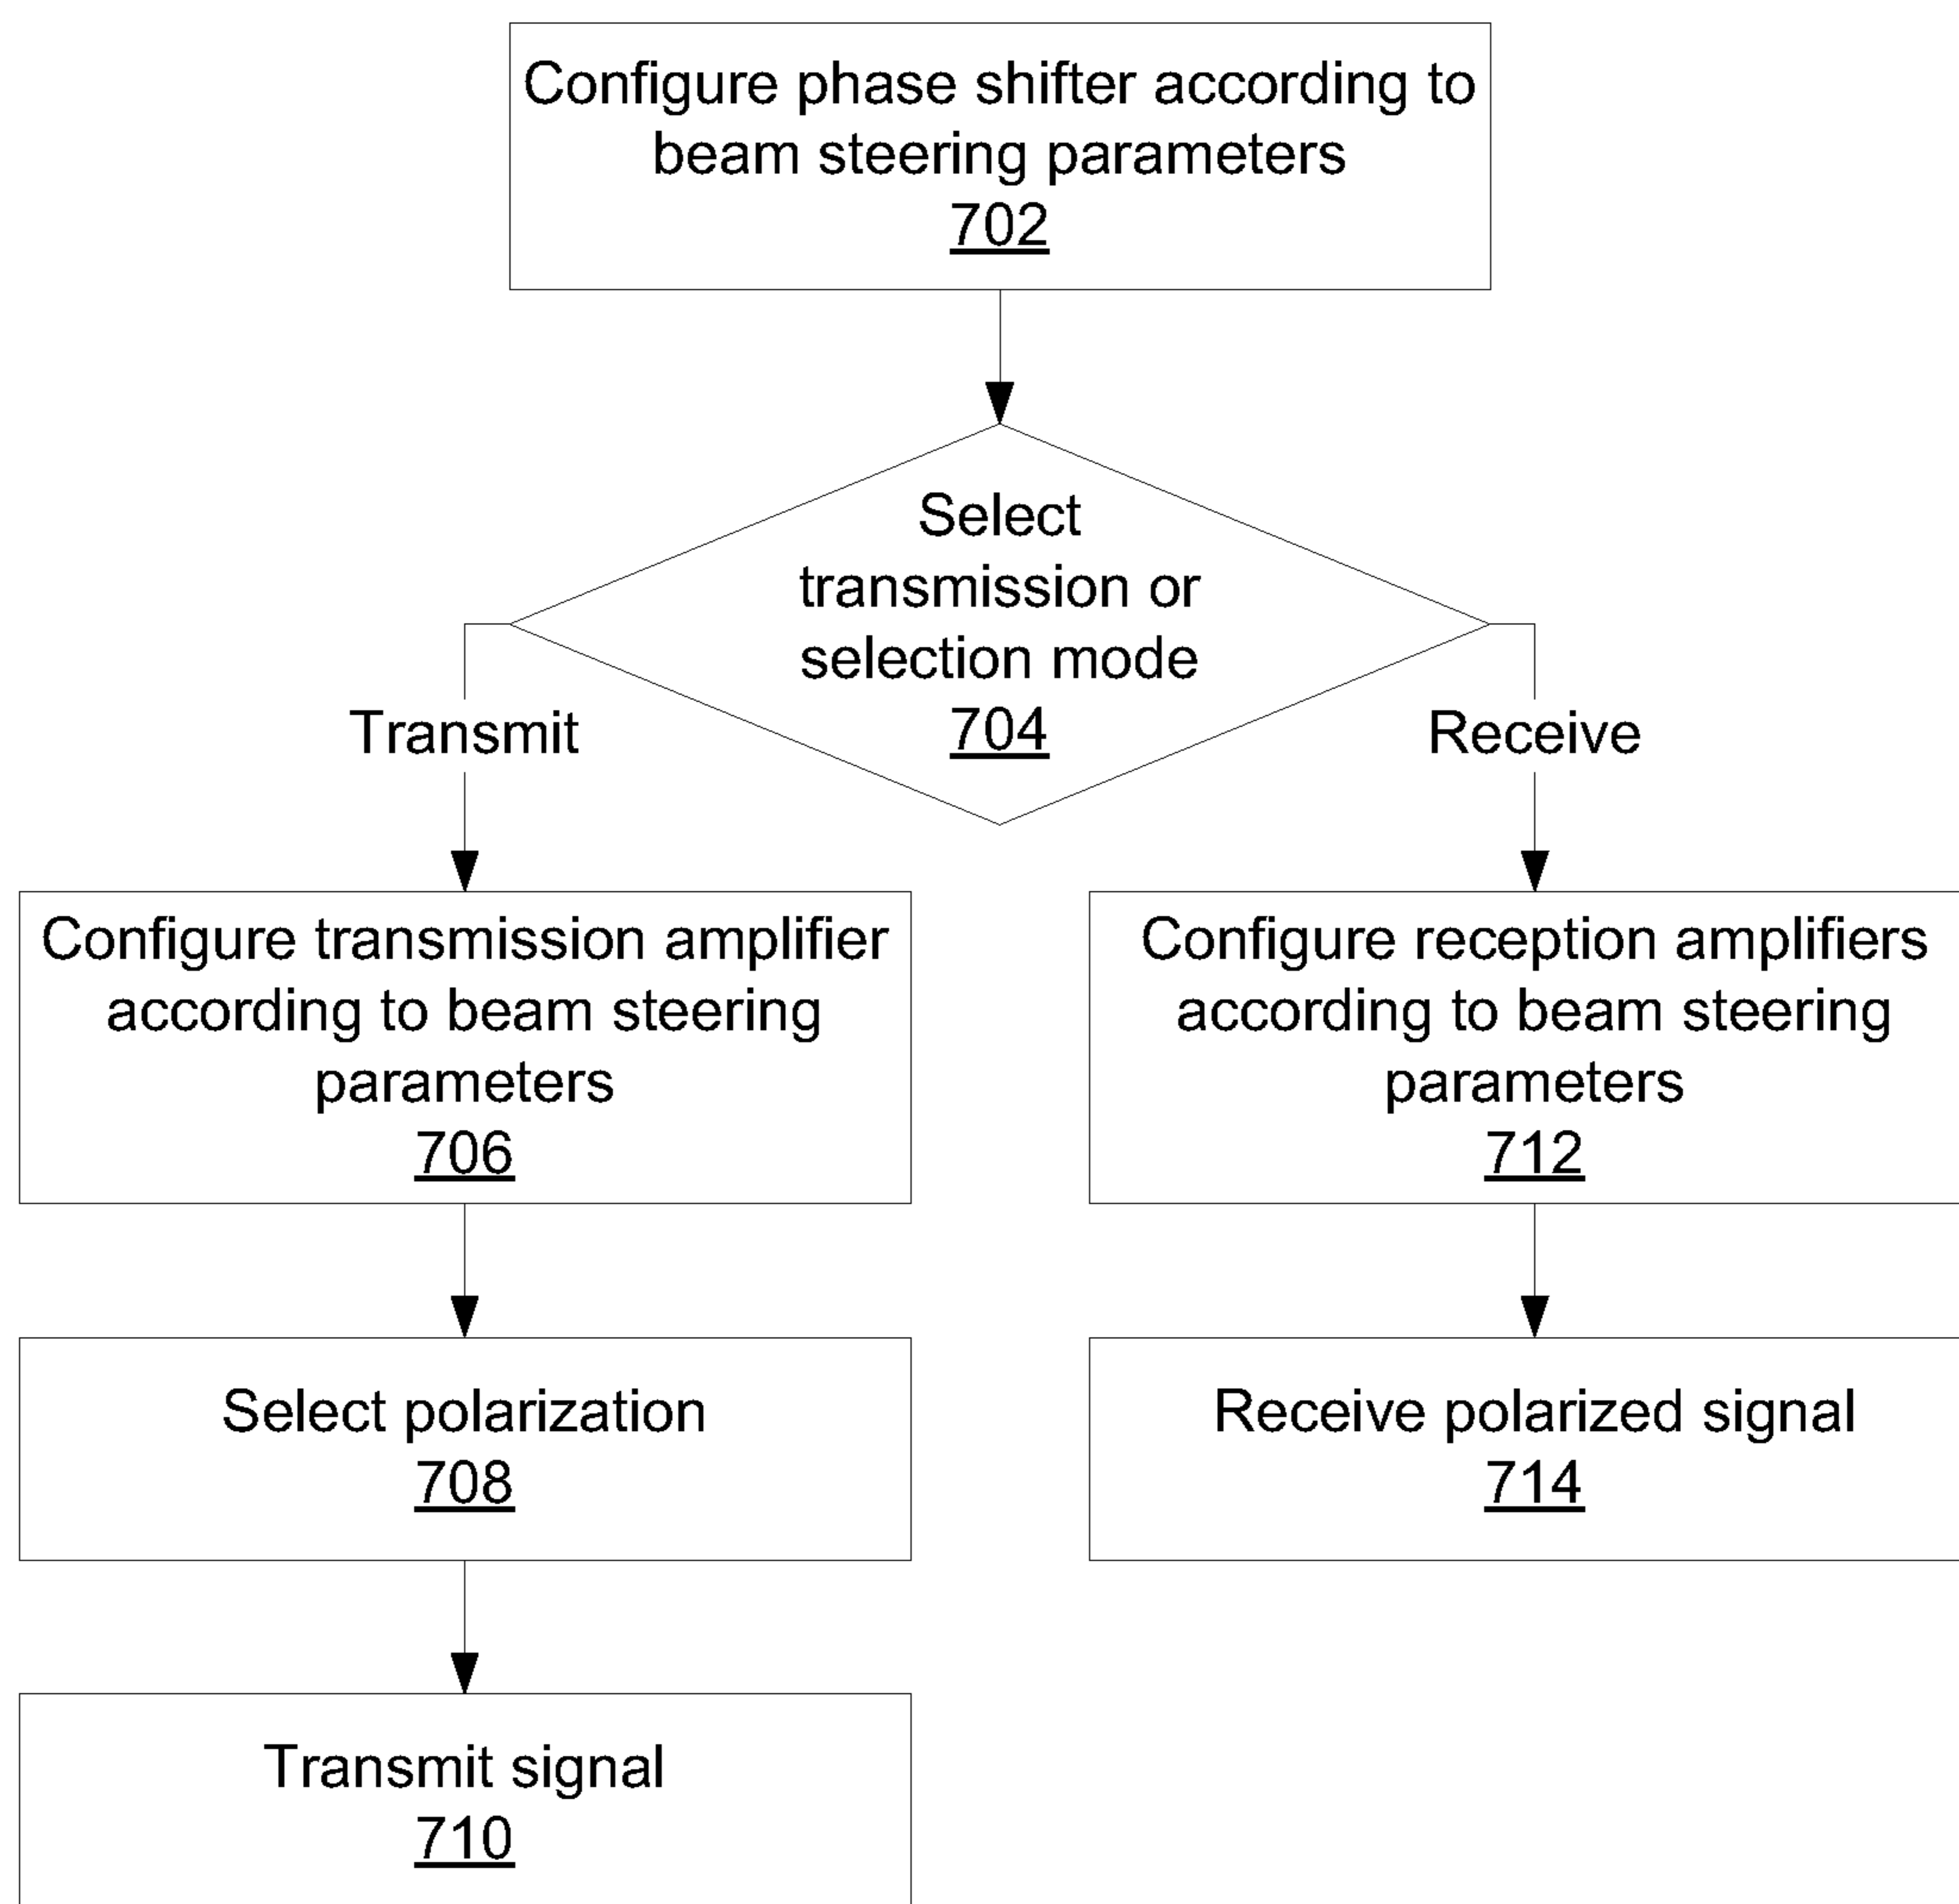 Configure phase shifter according to
beam steering parameters
702
Select
transmission or
selection mode
704
Transmit
Receive
Configure transmission amplifier
according to beam steering
parameters
706
Configure reception amplifiers
according to beam steering
parameters
712
Select polarization
708
Receive polarized signal
714
Transmit signal
710